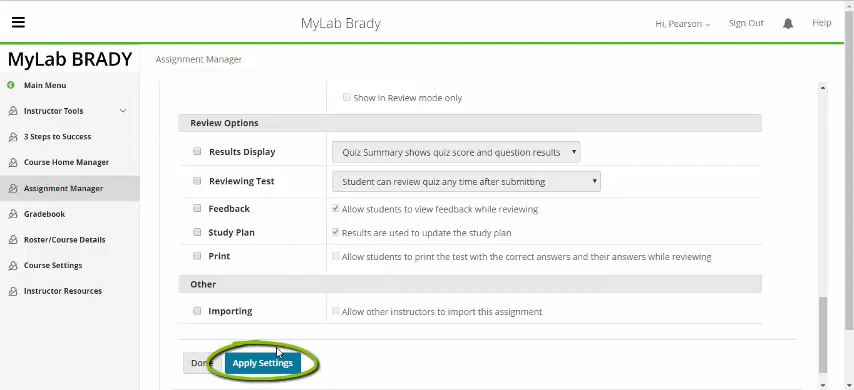 MyLab Brady
Hi, Pearson
Sign Out
Help
MyLab BRADY
Assignment Manager
Main Menu
Instructor Tools
3 Steps to Success
Course Home Manager
Assignment Manager
Gradebook
Roster/Course Details
Course Settings
Instructor Resources
Show in Review mode only
Review Options
Results Display
Quiz Summary shows quiz score and question results
Reviewing Test
Student can review quiz any time after submitting
Feedback
Allow students to view feedback while reviewing
Study Plan
Results are used to update the study plan
Print
Allow students to print the test with the correct answers and their answers while reviewing
Other
Importing
Allow other instructors to import this assignment
Done
Apply Settings